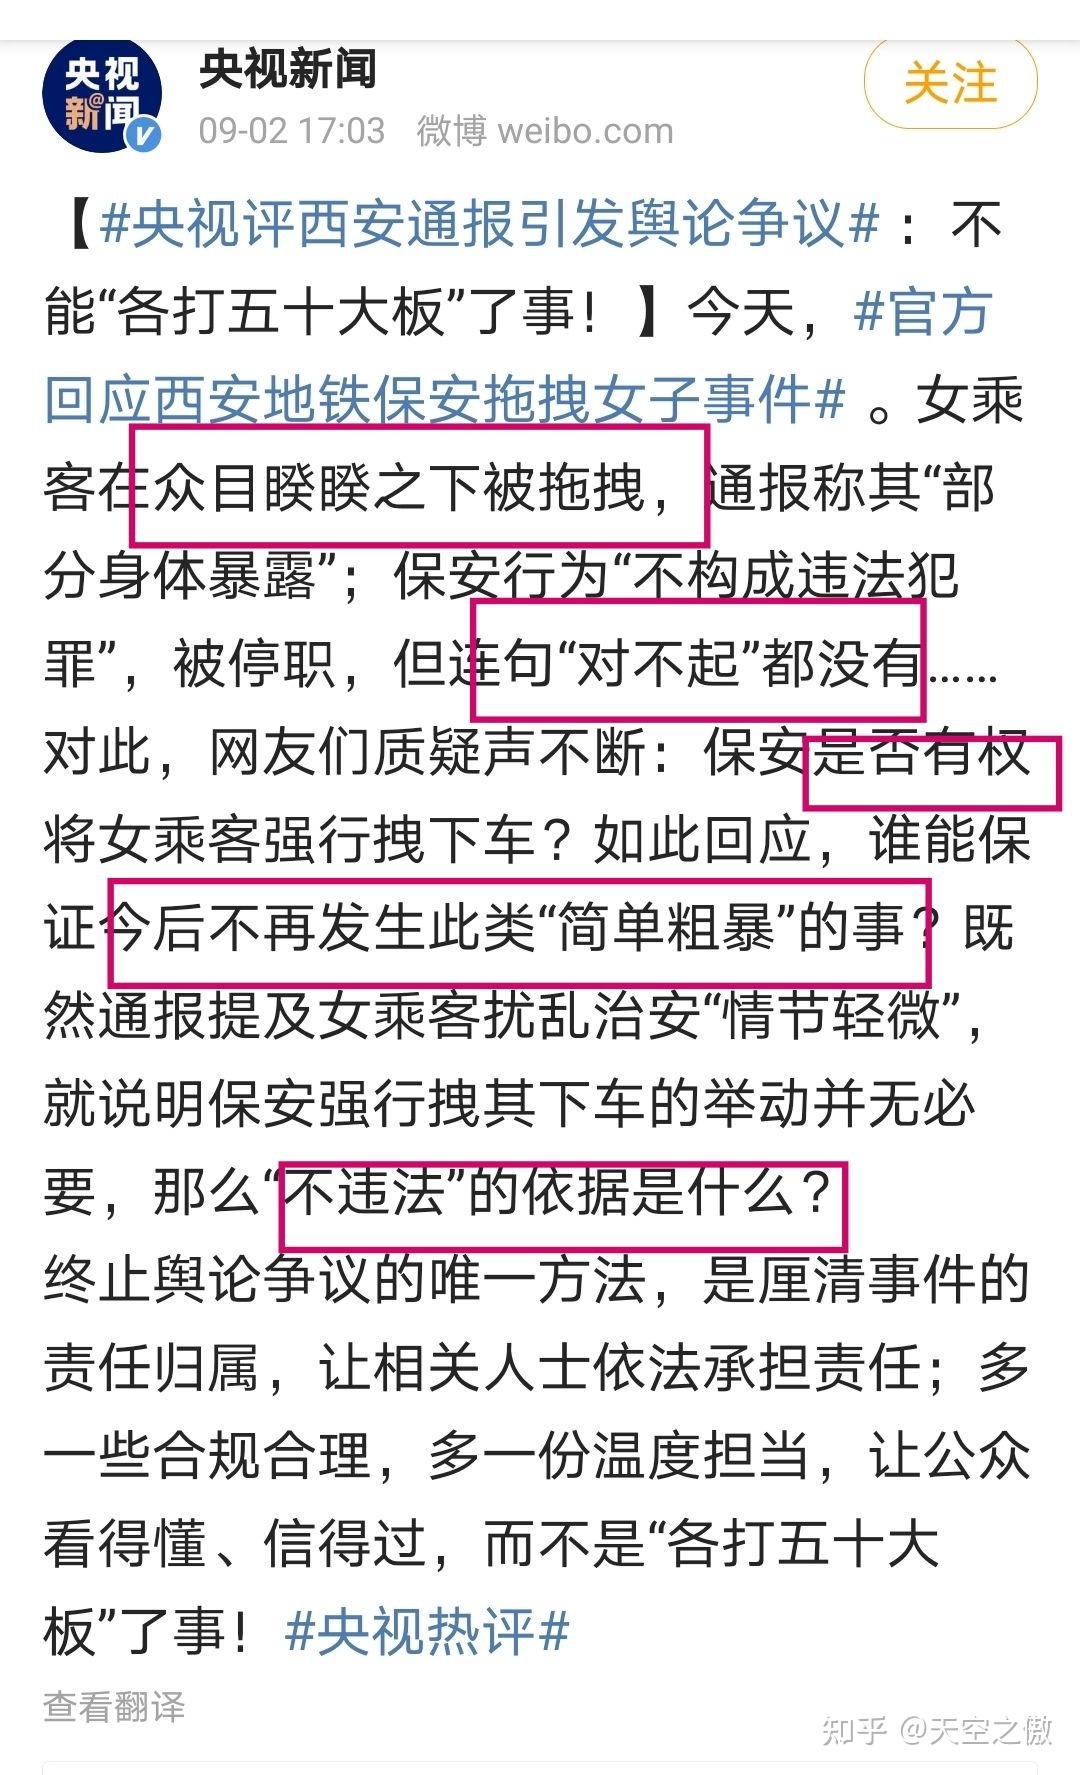 央视
新@闻
央视新闻
关注
09-02 17:03 微博 weibo.com
【#央视评西安通报引发舆论争议#：不
能“各打五十大板”了事！】今天，#官方
回应西安地铁保安拖拽女子事件#。女乘
客在众目睽睽之下被拖拽，通报称其“部
分身体暴露”；保安行为“不构成违法犯
罪”，被停职，但连句“对不起”都没有……
对此，网友们质疑声不断：保安是否有权
将女乘客强行拽下车？如此回应，谁能保
证今后不再发生此类“简单粗暴”的事？既
然通报提及女乘客扰乱治安“情节轻微”，
就说明保安强行拽其下车的举动并无必
要，那么“不违法”的依据是什么？
终止舆论争议的唯一方法，是厘清事件的
责任归属，让相关人士依法承担责任；多
一些合规合理，多一份温度担当，让公众
看得懂、信得过，而不是“各打五十大
板”了事！#央视热评#
查看翻译
知乎 @天空之傲